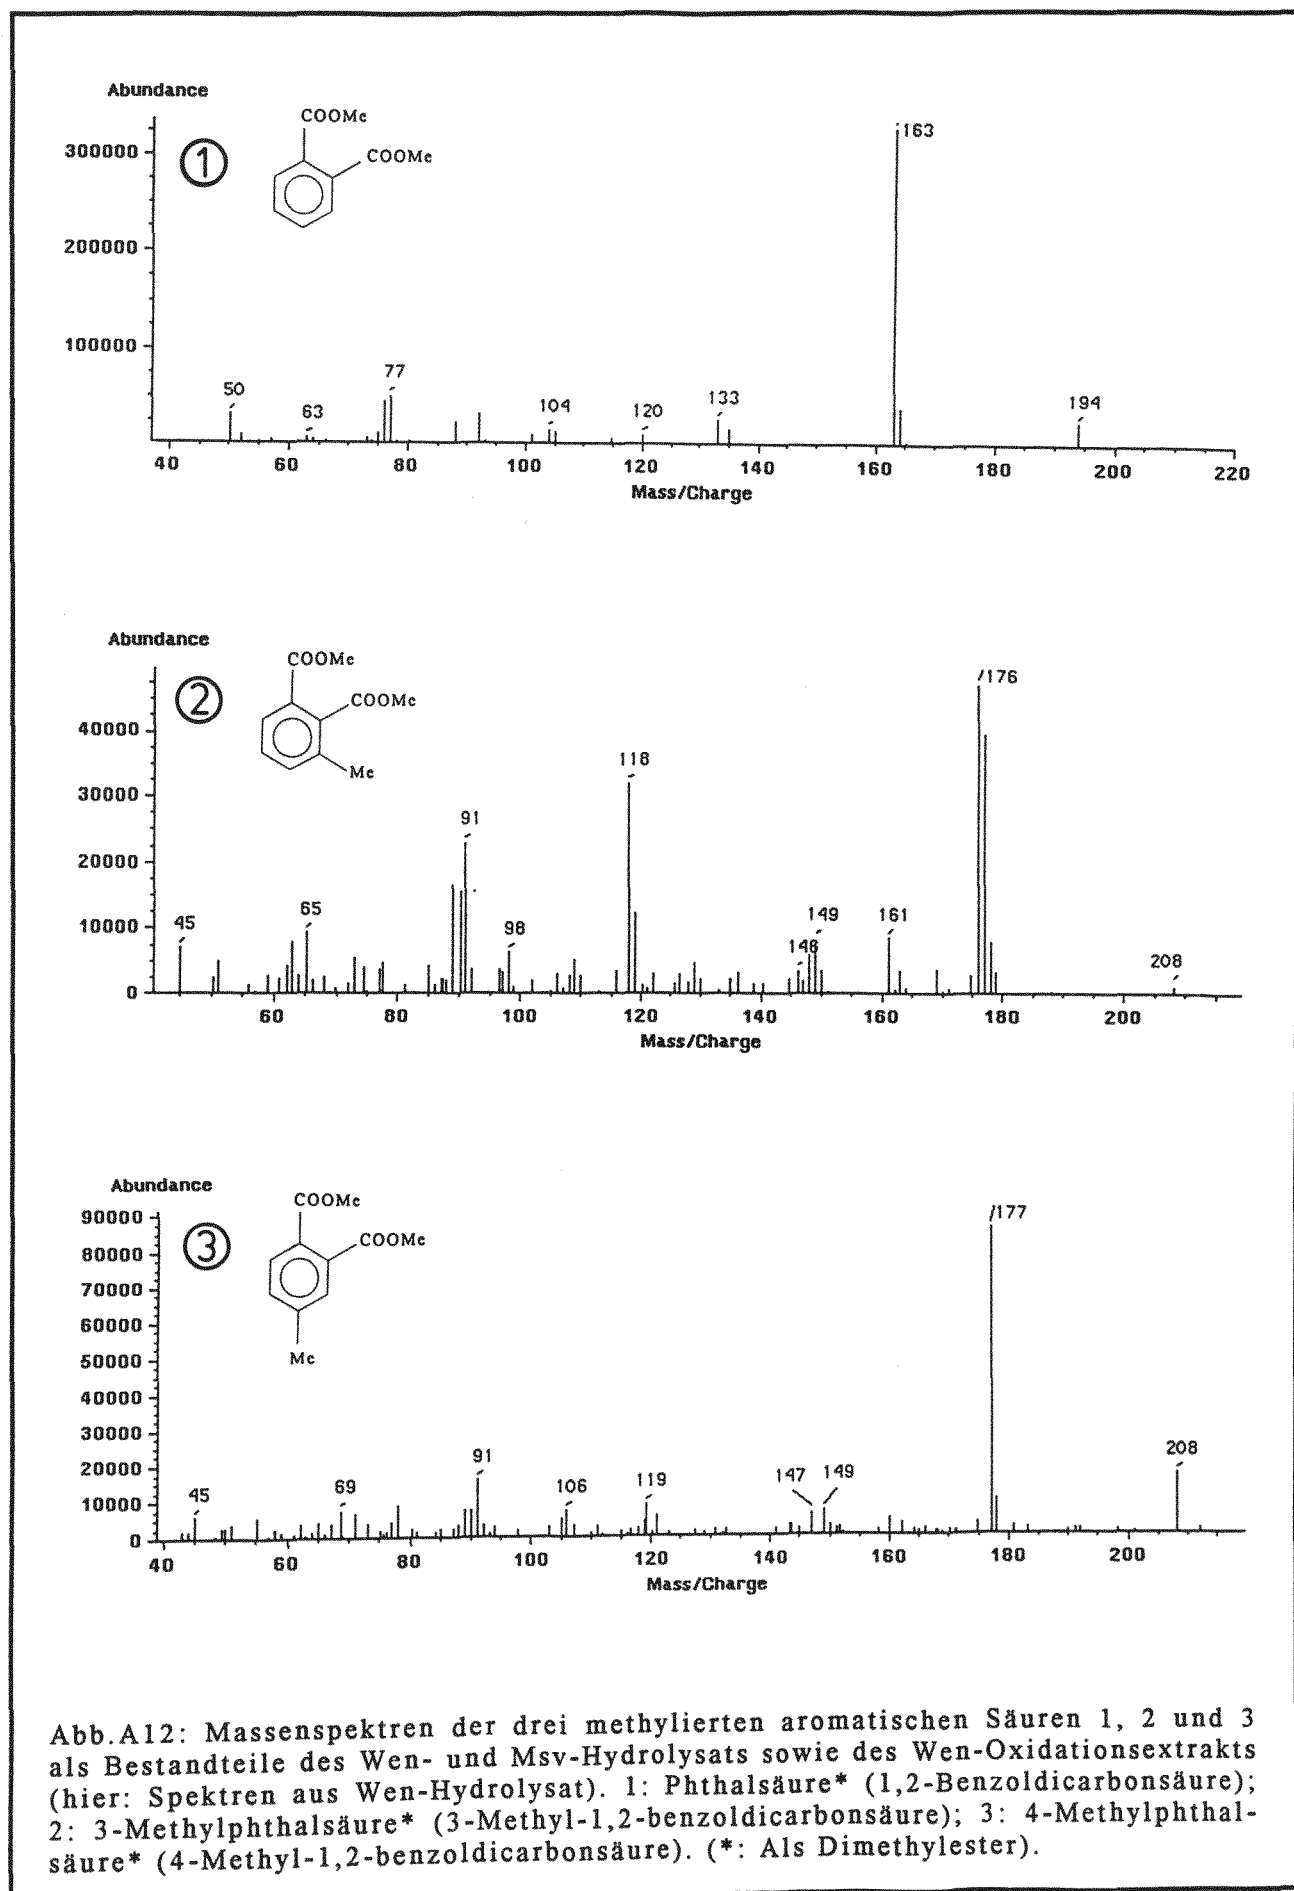 Abundance
COOMe
COOMe
①
300000
200000
100000
163
50
63
77
104
120
133
194
40 60 80 100 120 140 160 180 200 220
Mass/Charge
Abundance
COOMe
COOMe
Me
②
40000
30000
20000
10000
0
176
118
91
45
65
98
146
149
161
208
60 80 100 120 140 160 180 200
Mass/Charge
Abundance
COOMe
COOMe
Me
③
90000
80000
70000
60000
50000
40000
30000
20000
10000
0
177
45
69
91
106
119
147
149
208
40 60 80 100 120 140 160 180 200
Mass/Charge
Abb.A12: Massenspektren der drei methylierten aromatischen Säuren 1, 2 und 3
als Bestandteile des Wen- und Msv-Hydrolysats sowie des Wen-Oxidationsextrakts
(hier: Spektren aus Wen-Hydrolysat). 1: Phthalsäure* (1,2-Benzoldicarbonsäure);
2: 3-Methylphthalsäure* (3-Methyl-1,2-benzoldicarbonsäure); 3: 4-Methylphthal-
säure* (4-Methyl-1,2-benzoldicarbonsäure). (*: Als Dimethylester).